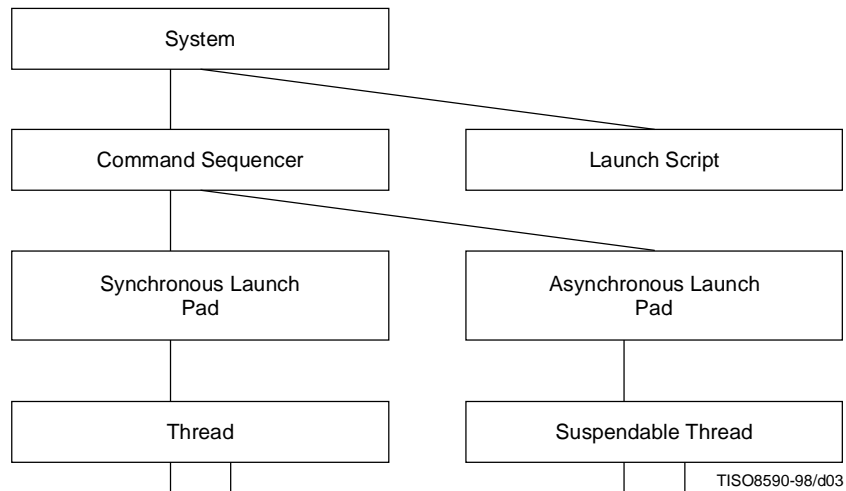 System
Command Sequencer
Launch Script
Synchronous Launch
Pad
Asynchronous Launch
Pad
Thread
Suspendable Thread
TISO8590-98/d03